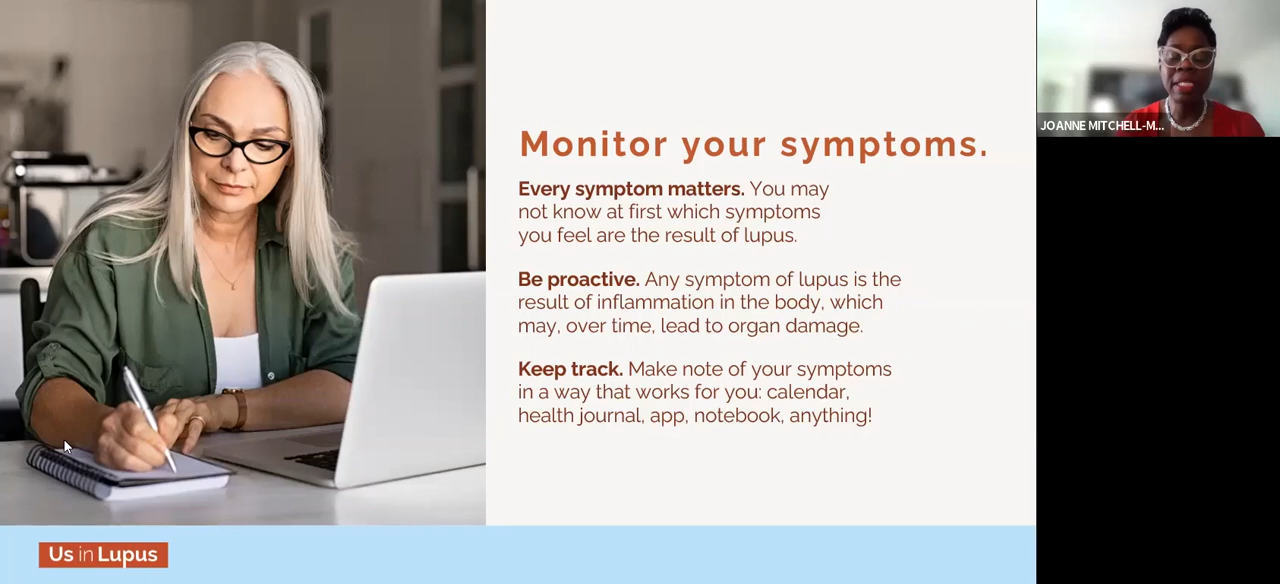 Monitor your symptoms.
Every symptom matters. You may
not know at first which symptoms
you feel are the result of lupus.
Be proactive. Any symptom of lupus is the
result of inflammation in the body, which
may, over time, lead to organ damage.
Keep track. Make note of your symptoms
in a way that works for you: calendar,
health journal, app, notebook, anything!
JOANNE MITCHELL-M...
Us in Lupus